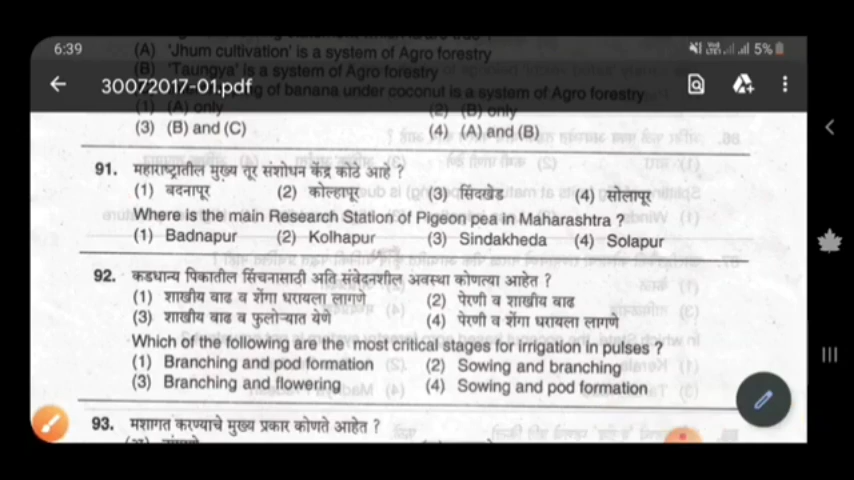 6:39
5%
30072017-01.pdf
(A) 'Jhum cultivation' is a system of Agro forestry
(B) 'Taungya' is a system of Agro forestry
of banana under coconut is a system of Agro forestry
(1) (A) only (2) (B) only
(3) (B) and (C) (4) (A) and (B)
91. महाराष्ट्रातील मुख्य तूर संशोधन केंद्र कोठे आहे ?
(1) बदनापूर (2) कोल्हापूर (3) सिंदखेड (4) सोलापूर
Where is the main Research Station of Pigeon pea in Maharashtra ?
(1) Badnapur (2) Kolhapur (3) Sindakheda (4) Solapur
92. कडधान्य पिकातील सिंचनासाठी अति संवेदनशील अवस्था कोणत्या आहेत ?
(1) शाखीय वाढ व शेंगा धरायला लागणे (2) पेरणी व शाखीय वाढ
(3) शाखीय वाढ व फुलोऱ्यात येणे (4) पेरणी व शेंगा धरायला लागणे
Which of the following are the most critical stages for irrigation in pulses ?
(1) Branching and pod formation (2) Sowing and branching
(3) Branching and flowering (4) Sowing and pod formation
93. मशागत करण्याचे मुख्य प्रकार कोणते आहेत ?